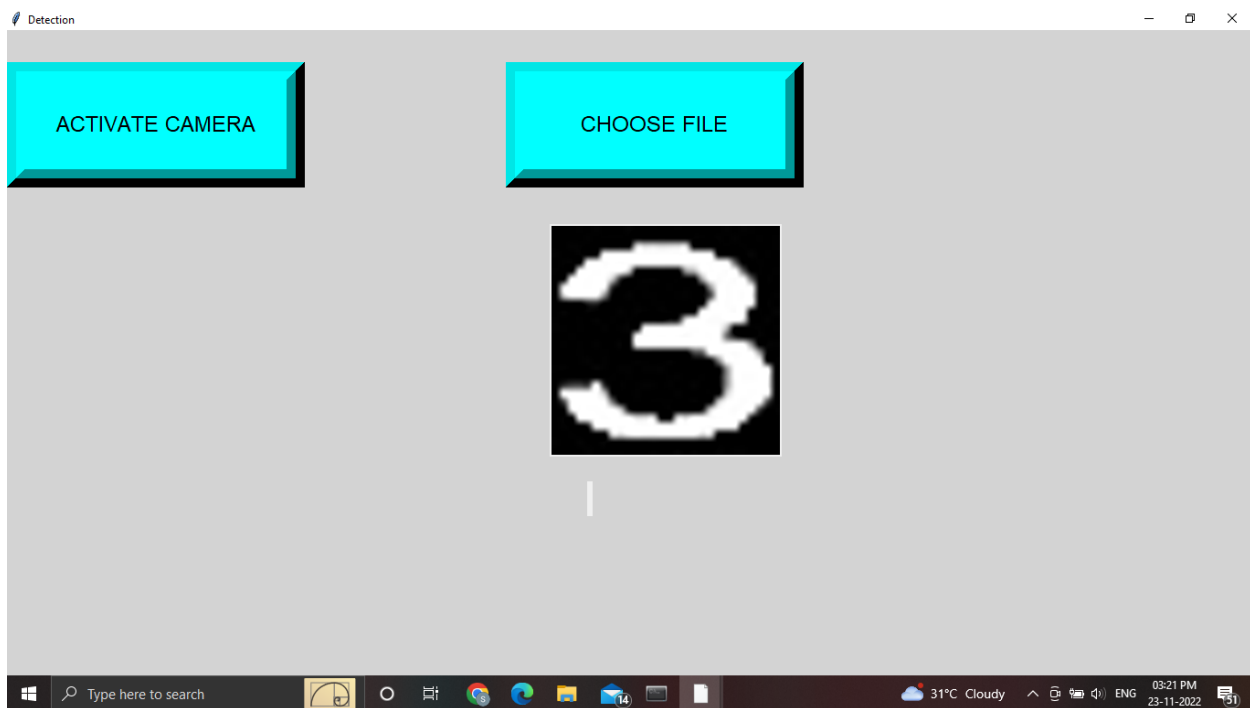 Detection
ACTIVATE CAMERA
CHOOSE FILE
3
Type here to search
14
31°C Cloudy
ENG
03:21 PM
23-11-2022
51